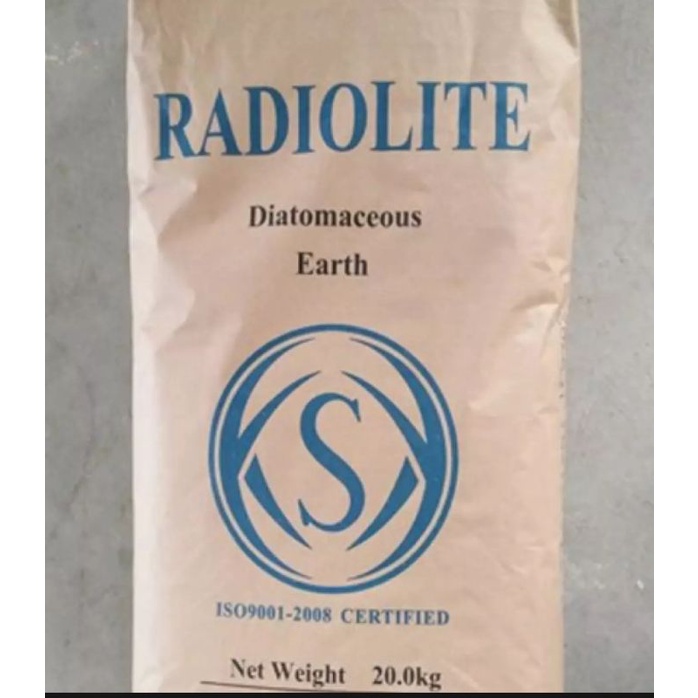 RADIOLITE
Diatomaceous
Earth
S
ISO9001-2008 CERTIFIED
Net Weight 20.0kg